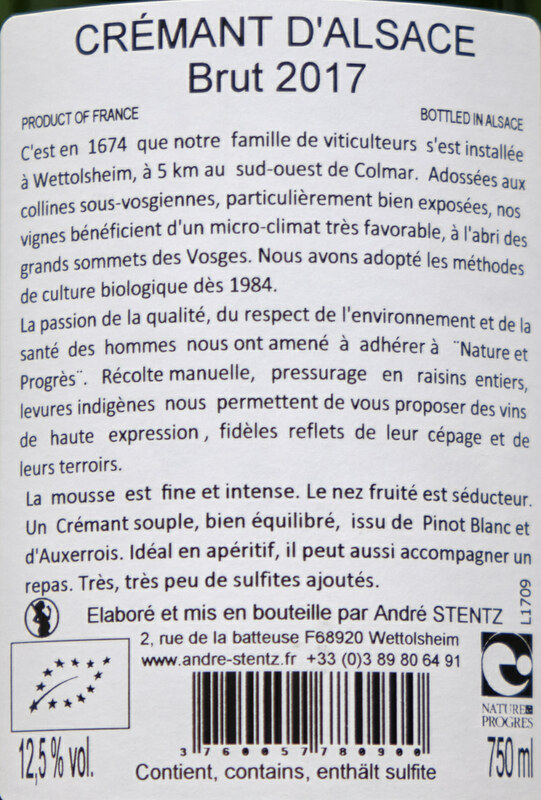 CRÉMANT D'ALSACE
Brut 2017
PRODUCT OF FRANCE
BOTTLED IN ALSACE
C'est en 1674 que notre famille de viticulteurs s'est installée
à Wettolsheim, à 5 km au sud-ouest de Colmar. Adossées aux
collines sous-vosgiennes, particulièrement bien exposées, nos
vignes bénéficient d'un micro-climat très favorable, à l'abri des
grands sommets des Vosges. Nous avons adopté les méthodes
de culture biologique dès 1984.
La passion de la qualité, du respect de l'environnement et de la
santé des hommes nous ont amené à adhérer à ¨Nature et
Progrès¨. Récolte manuelle, pressurage en raisins entiers,
levures indigènes nous permettent de vous proposer des vins
de haute expression , fidèles reflets de leur cépage et de
leurs terroirs.
La mousse est fine et intense. Le nez fruité est séducteur.
Un Crémant souple, bien équilibré, issu de Pinot Blanc et
d'Auxerrois. Idéal en apéritif, il peut aussi accompagner un
repas. Très, très peu de sulfites ajoutés.
L1709
Elaboré et mis en bouteille par André STENTZ
2, rue de la batteuse F68920 Wettolsheim
www.andre-stentz.fr +33 (0)3 89 80 64 91
NATURE &
PROGRES
3 760057 780900
12,5 % vol.
750 ml
Contient, contains, enthält sulfite